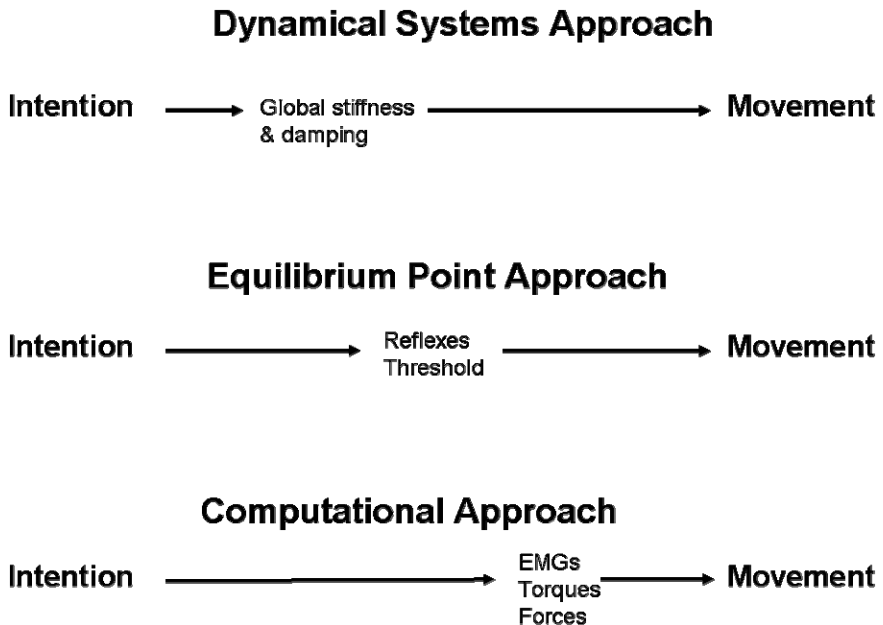 Dynamical Systems Approach
Intention
Global stiffness
& damping
Movement
Equilibrium Point Approach
Intention
Reflexes
Threshold
Movement
Computational Approach
Intention
EMGs
Torques
Forces
Movement